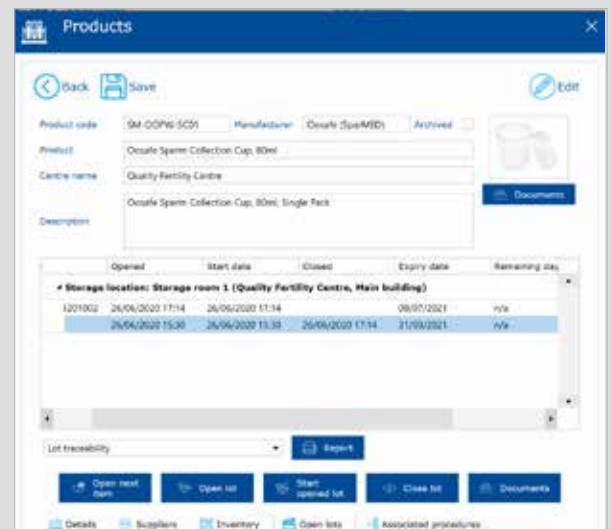 Products
Back Save Edit
Product code SM-OOPW-SC01 Manufacturer Oosafe (SparMED) Archived
Product Oosafe Sperm Collection Cup, 80ml
Centre name Quality Fertility Centre
Documents
Description Oosafe Sperm Collection Cup, 80ml, Single Pack
Opened Start date Closed Expiry date Remaining day
Storage location: Storage room 1 (Quality Fertility Centre, Main building)
3201002 26/06/2020 17:14 26/06/2020 17:14 n/a
26/06/2020 15:30 26/06/2020 15:30 26/06/2020 17:14 31/03/2021 n/a
Lot traceability Report
Open next item Open lot Start opened lot Close lot Documents
Details Suppliers Inventory Open lots Associated procedures